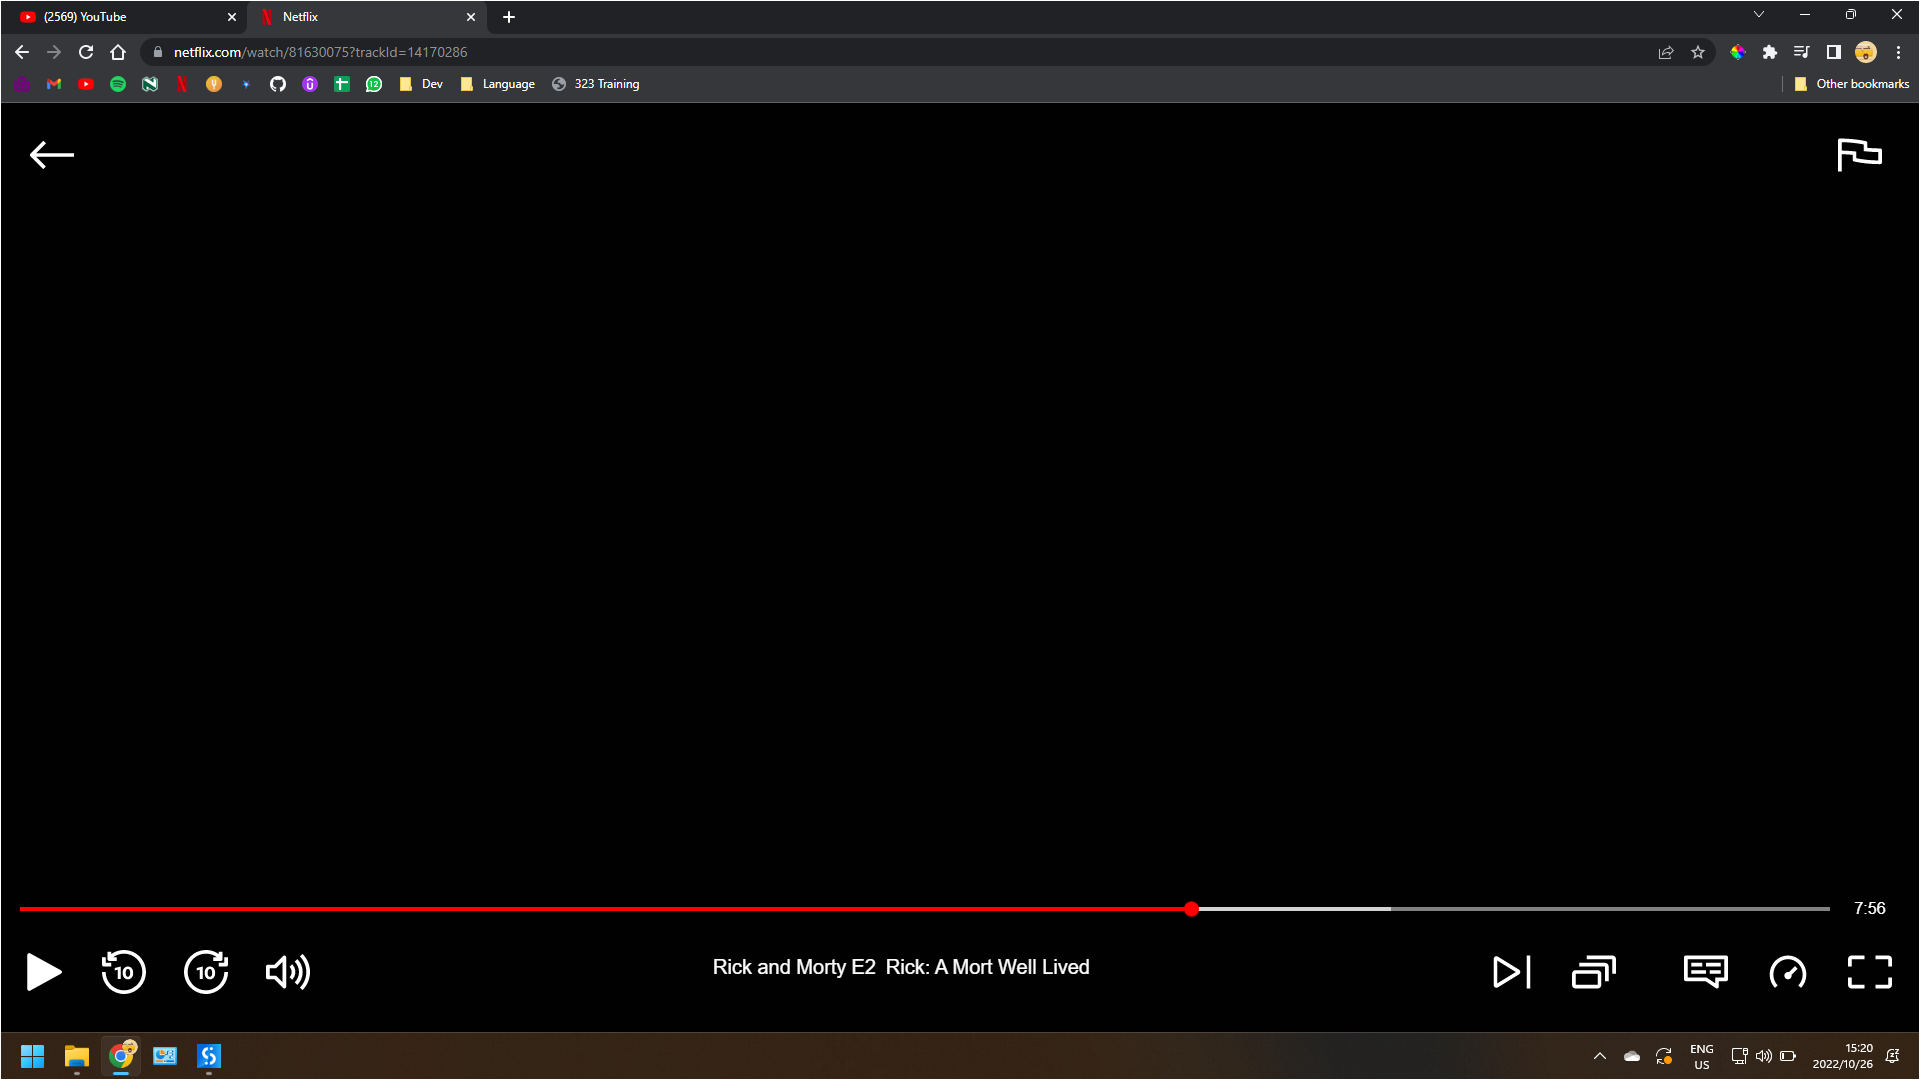 (2569) YouTube
Netflix
netflix.com/watch/81630075?trackId=14170286
12
Dev
Language
323 Training
Other bookmarks
7:56
10
10
Rick and Morty E2 Rick: A Mort Well Lived
ENG
US
15:20
2022/10/26